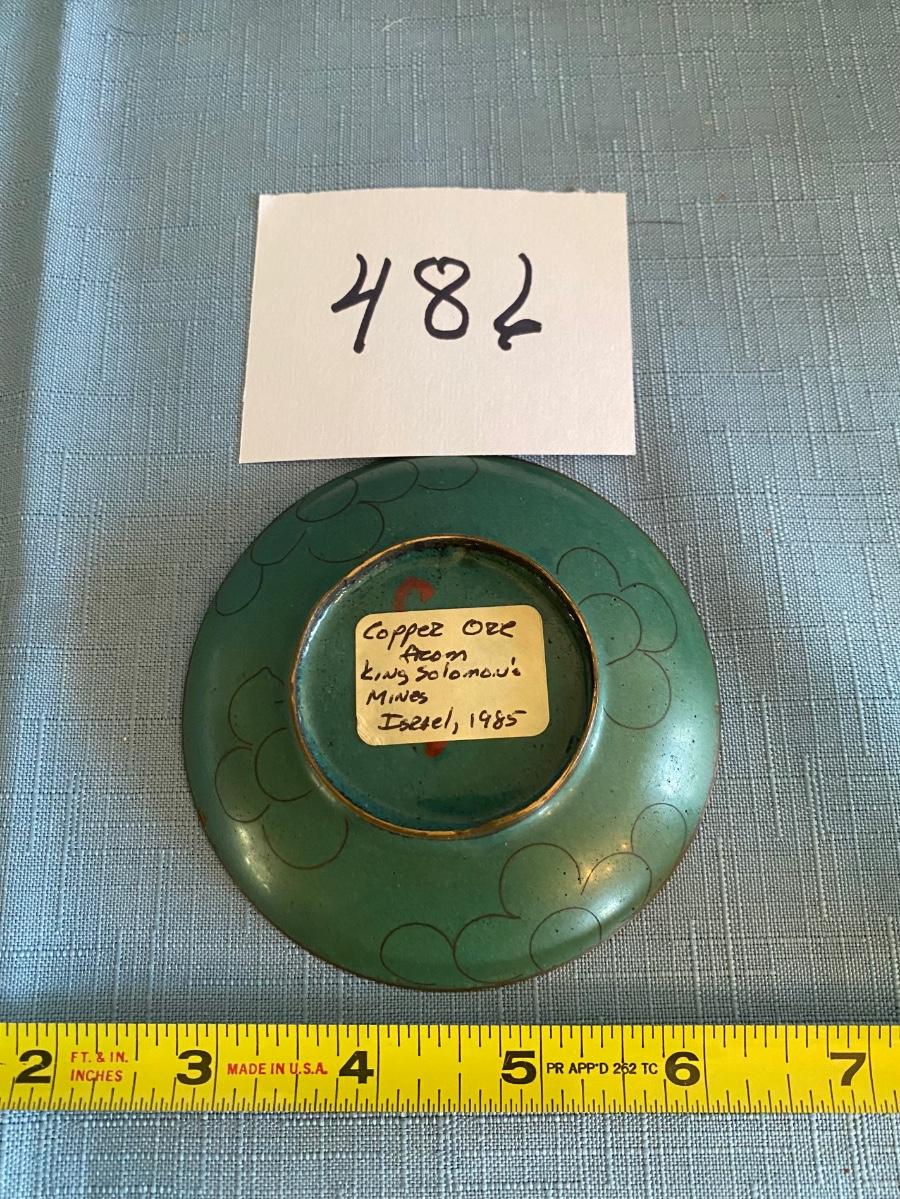 486
Copper Ore
from
King Solomon's
Mines
Israel, 1985
2 FT. & IN. INCHES 3 MADE IN U.S.A. 4 5 PR APP'D 262 TC 6 7